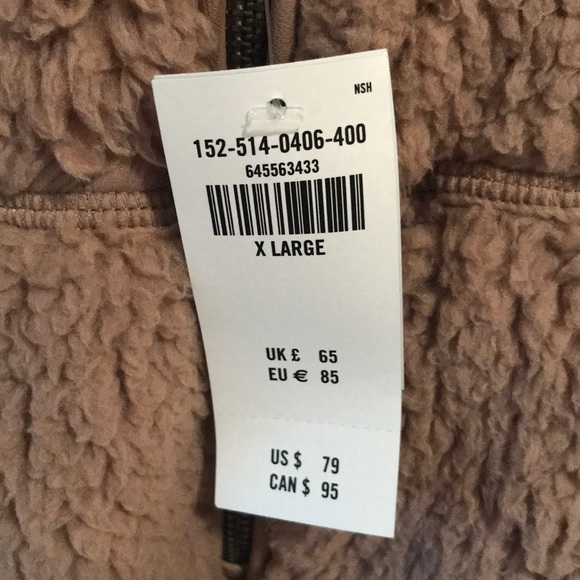 NSH
152-514-0406-400
645563433
X LARGE
UK £ 65
EU € 85
US $ 79
CAN $ 95